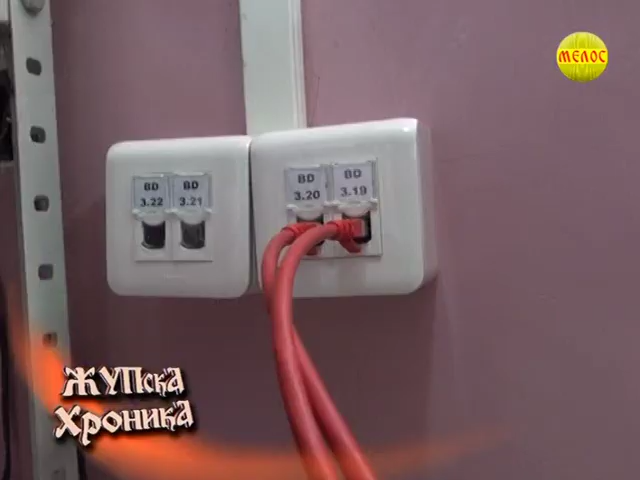 МЕЛОС
BD
3.22
BD
3.21
BD
3.20
BD
3.19
ЖУПска
Хроника